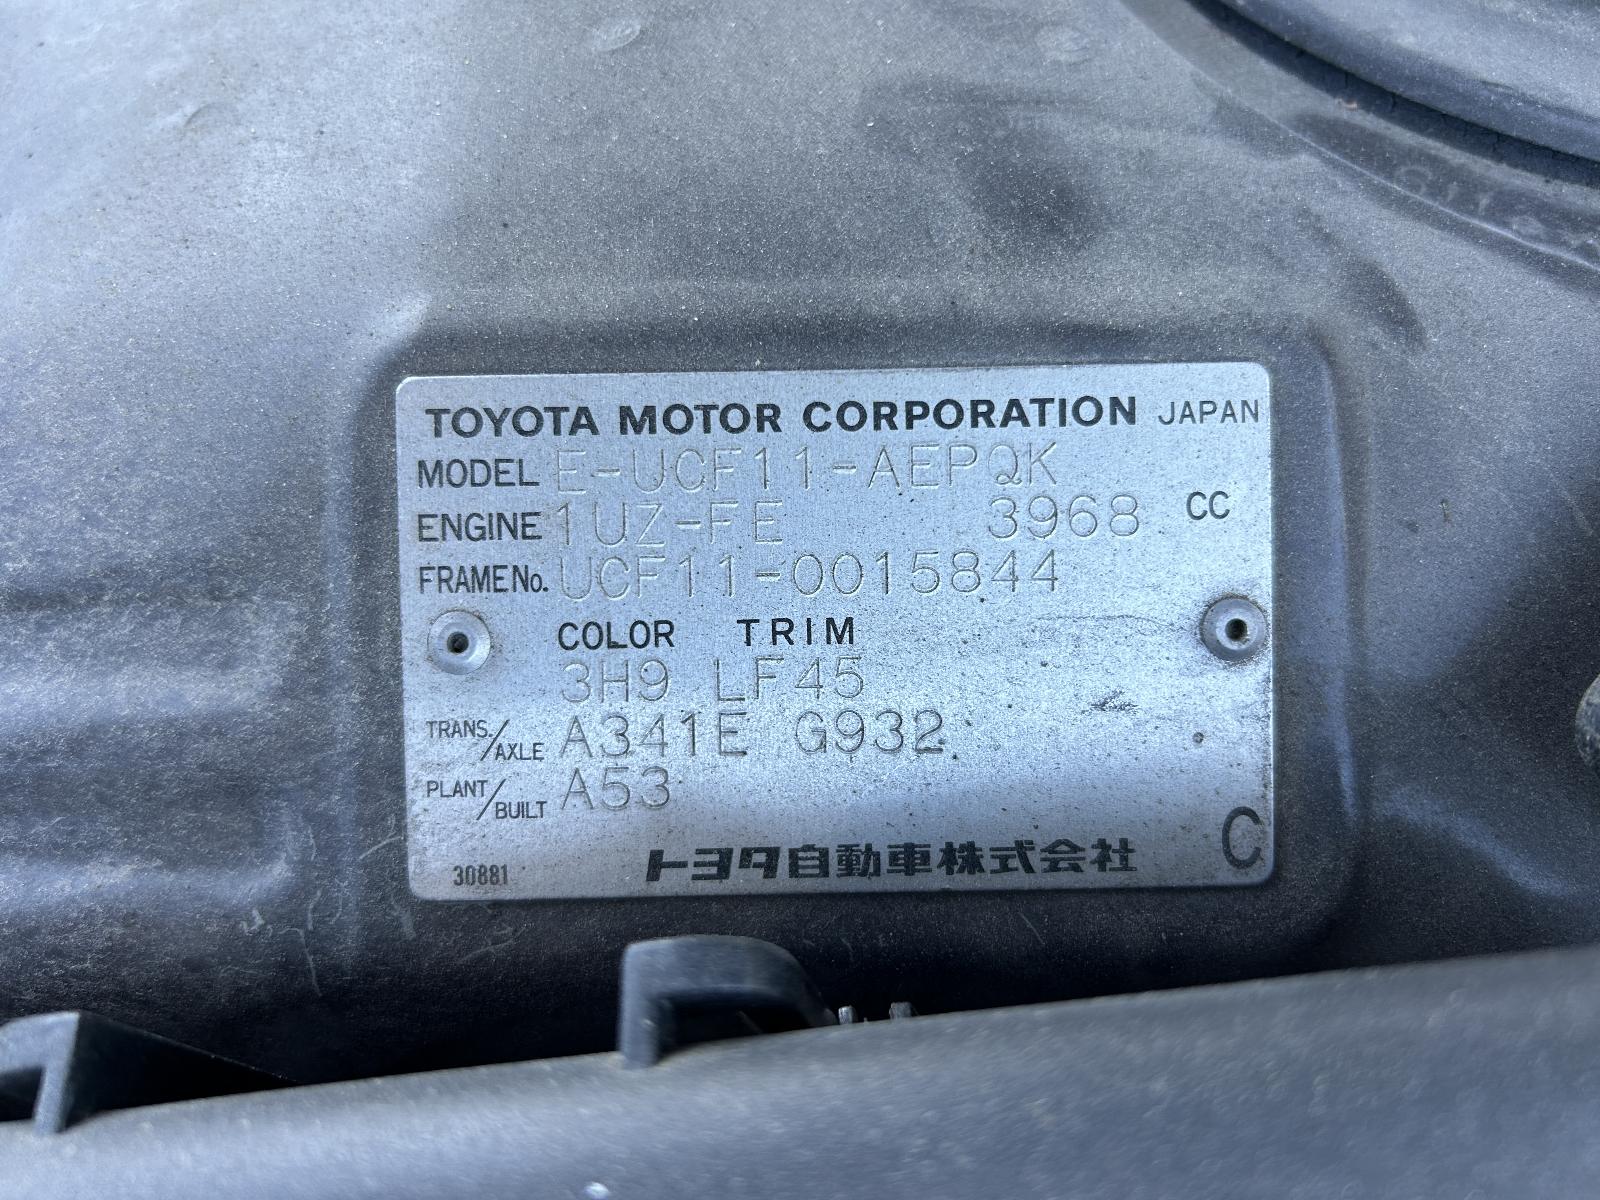 TOYOTA MOTOR CORPORATION JAPAN
MODEL E-UCF11-AEPQK
ENGINE 1UZ-FE 3968 CC
FRAME No. UCF11-0015844
COLOR TRIM
3H9 LF45
TRANS./AXLE A341E G932
PLANT/BUILT A53
30881 トヨタ自動車株式会社 C